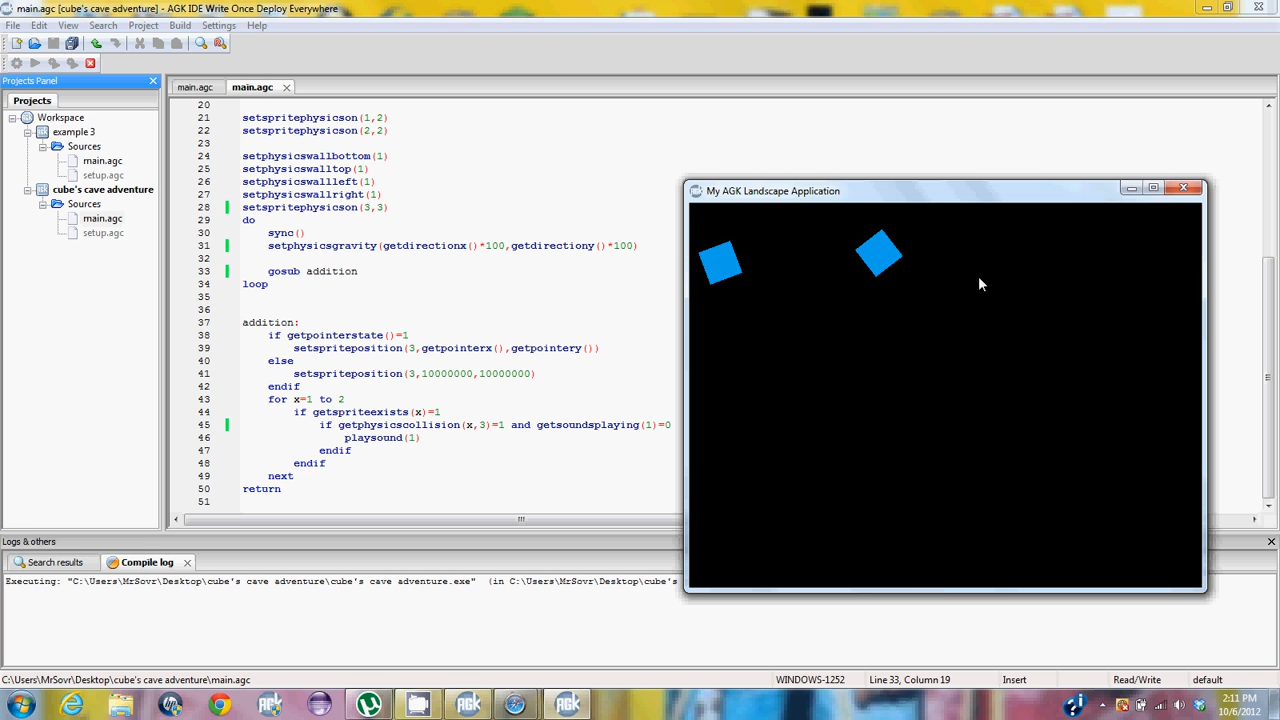 main.agc [cube's cave adventure] - AGK IDE Write Once Deploy Everywhere
File Edit View Search Project Build Settings Help
Projects Panel
Projects
Workspace
example 3
Sources
main.agc
setup.agc
cube's cave adventure
Sources
main.agc
setup.agc
main.agc main.agc
20
21 setspritephysicson(1,2)
22 setspritephysicson(2,2)
23
24 setphysicswallbottom(1)
25 setphysicswalltop(1)
26 setphysicswallleft(1)
27 setphysicswallright(1)
28 setspritephysicson(3,3)
29 do
30 sync()
31 setphysicsgravity(getdirectionx()*100,getdirectiony()*100)
32
33 gosub addition
34 loop
35
36
37 addition:
38 if getpointerstate()=1
39 setspriteposition(3,getpointerx(),getpointery())
40 else
41 setspriteposition(3,10000000,10000000)
42 endif
43 for x=1 to 2
44 if getspriteexists(x)=1
45 if getphysicscollision(x,3)=1 and getsoundsplaying(1)=0
46 playsound(1)
47 endif
48 endif
49 next
50 return
51
My AGK Landscape Application
Logs & others
Search results Compile log
Executing: "C:\Users\MrSovr\Desktop\cube's cave adventure\cube's cave adventure.exe" (in C:\Users\MrSovr\Desktop\cube's
C:\Users\MrSovr\Desktop\cube's cave adventure\main.agc WINDOWS-1252 Line 33, Column 19 Insert Read/Write default
AGK AGK AGK
2:11 PM
10/6/2012